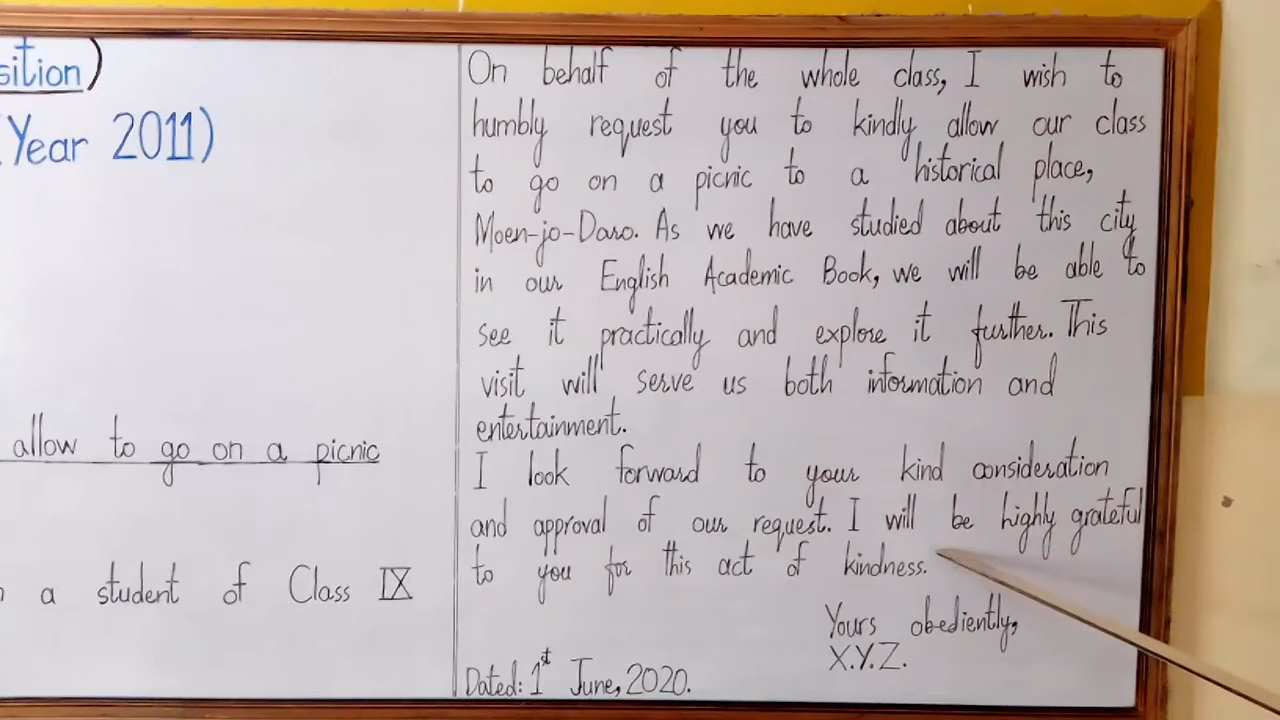 sition)
(Year 2011)
allow to go on a picnic
a student of Class IX
On behalf of the whole class, I wish to
humbly request you to kindly allow our class
to go on a picnic to a historical place,
Moen-jo-Daro. As we have studied about this city
in our English Academic Book, we will be able to
see it practically and explore it further. This
visit will serve us both information and
entertainment.
I look forward to your kind consideration
and approval of our request. I will be highly grateful
to you for this act of kindness.
Yours obediently,
X.Y.Z.
Dated: 1st June, 2020.